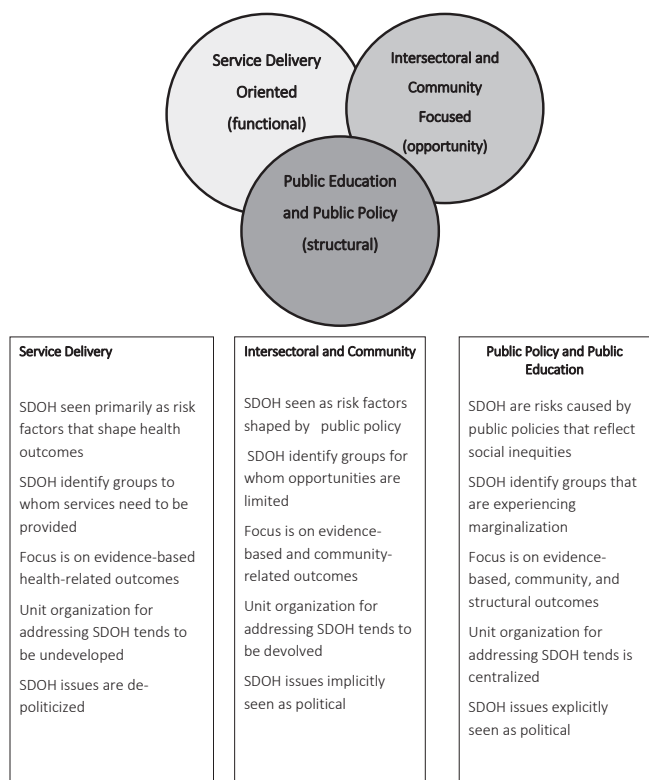 Service Delivery
Oriented
(functional)
Intersectoral and
Community
Focused
(opportunity)
Public Education
and Public Policy
(structural)
Service Delivery
SDOH seen primarily as risk
factors that shape health
outcomes
SDOH identify groups to
whom services need to be
provided
Focus is on evidence-based
health-related outcomes
Unit organization for
addressing SDOH tends to
be undeveloped
SDOH issues are de-
politicized
Intersectoral and Community
SDOH seen as risk factors
shaped by public policy
SDOH identify groups for
whom opportunities are
limited
Focus is on evidence-
based and community-
related outcomes
Unit organization for
addressing SDOH tends to
be devolved
SDOH issues implicitly
seen as political
Public Policy and Public
Education
SDOH are risks caused by
public policies that reflect
social inequities
SDOH identify groups that
are experiencing
marginalization
Focus is on evidence-
based, community, and
structural outcomes
Unit organization for
addressing SDOH tends is
centralized
SDOH issues explicitly
seen as political